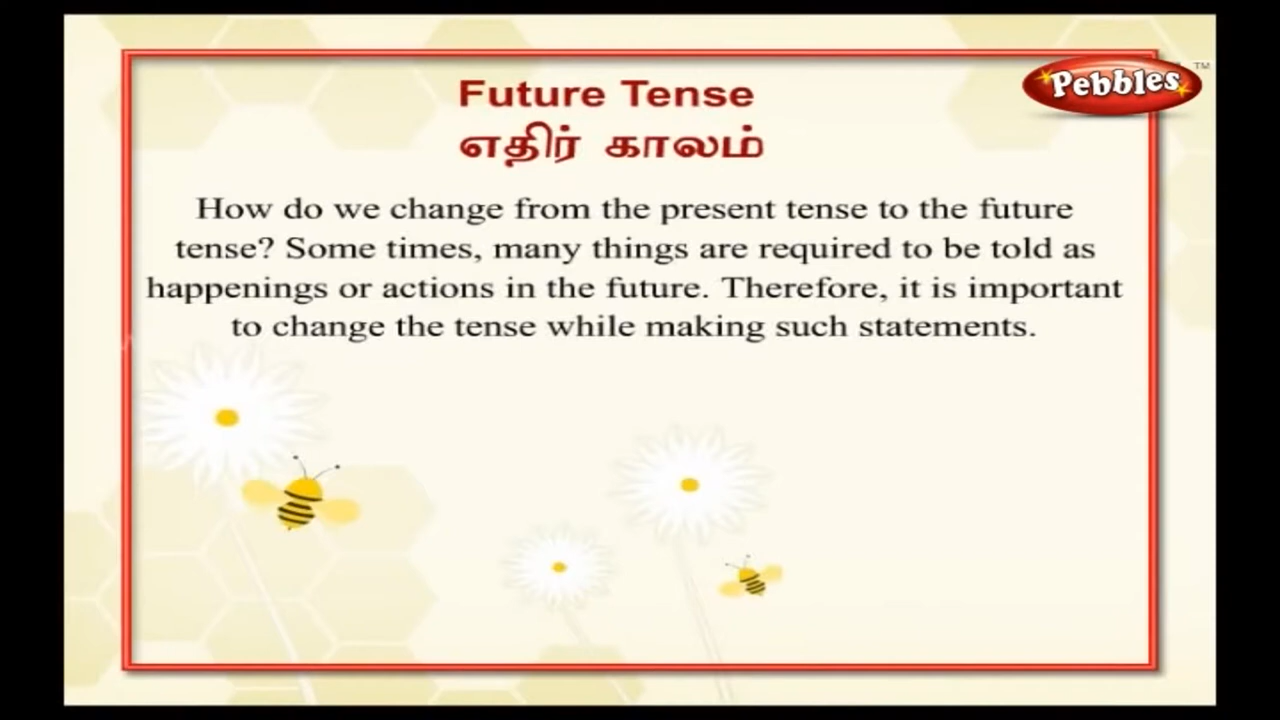 Future Tense
எதிர் காலம்
Pebbles
TM
How do we change from the present tense to the future
tense? Some times, many things are required to be told as
happenings or actions in the future. Therefore, it is important
to change the tense while making such statements.